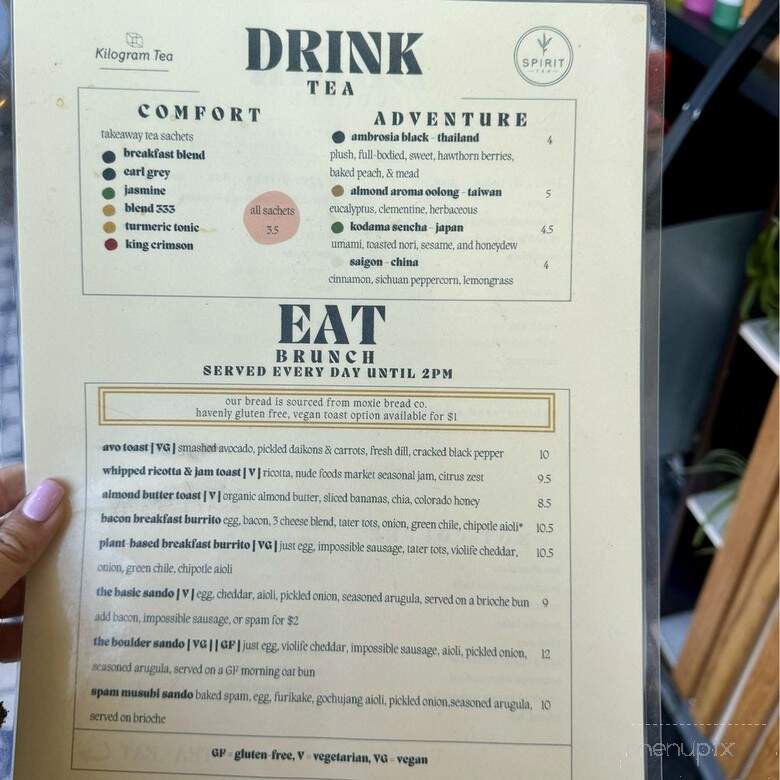 Kilogram Tea
DRINK
TEA
SPIRIT
TEA
COMFORT
takeaway tea sachets
breakfast blend
earl grey
jasmine
blend 333
turmeric tonic
king crimson
all sachets
3.5
ADVENTURE
ambrosia black - thailand 4
plush, full-bodied, sweet, hawthorn berries,
baked peach, & mead
almond aroma oolong - taiwan 5
eucalyptus, clementine, herbaceous
kodama sencha - japan 4.5
umami, toasted nori, sesame, and honeydew
saigon - china 4
cinnamon, sichuan peppercorn, lemongrass
EAT
BRUNCH
SERVED EVERY DAY UNTIL 2PM
our bread is sourced from moxie bread co.
havenly gluten free, vegan toast option available for $1
avo toast | VG | smashed avocado, pickled daikons & carrots, fresh dill, cracked black pepper 10
whipped ricotta & jam toast | V | ricotta, nude foods market seasonal jam, citrus zest 9.5
almond butter toast | V | organic almond butter, sliced bananas, chia, colorado honey 8.5
bacon breakfast burrito egg, bacon, 3 cheese blend, tater tots, onion, green chile, chipotle aioli* 10.5
plant-based breakfast burrito | VG | just egg, impossible sausage, tater tots, violife cheddar, 10.5
onion, green chile, chipotle aioli
the basic sando | V | egg, cheddar, aioli, pickled onion, seasoned arugula, served on a brioche bun 9
add bacon, impossible sausage, or spam for $2
the boulder sando | VG | | GF | just egg, violife cheddar, impossible sausage, aioli, pickled onion, 12
seasoned arugula, served on a GF morning oat bun
spam musubi sando baked spam, egg, furikake, gochujang aioli, pickled onion,seasoned arugula, 10
served on brioche
GF = gluten-free, V = vegetarian, VG = vegan
menupix